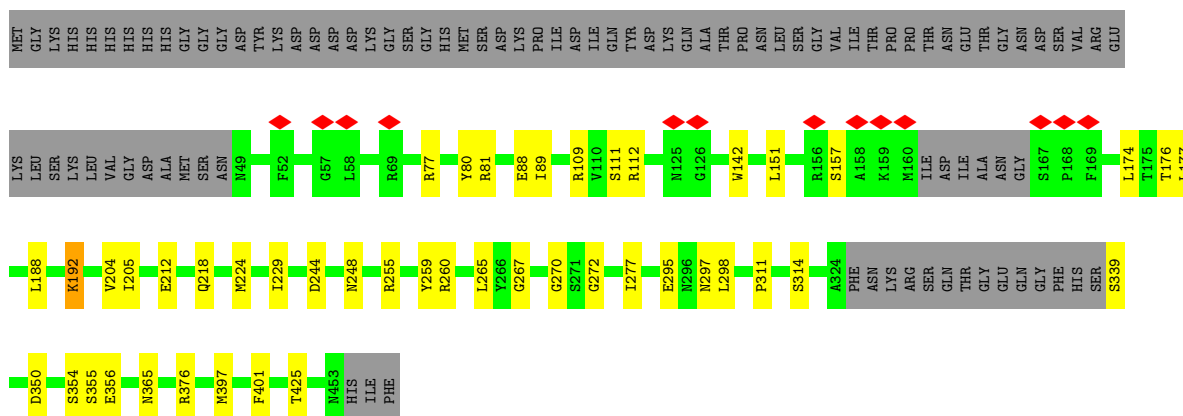 MET GLY LYS HIS HIS HIS HIS HIS HIS GLY GLY GLY ASP TYR LYS ASP ASP ASP ASP LYS GLY SER GLY HIS MET SER ASP LYS PRO ILE ASP ILE GLN TYR ASP LYS GLN ALA THR PRO ASN LEU SER GLY VAL ILE THR PRO PRO THR ASN GLU THR GLY ASN ASP SER VAL ARG GLU
LYS LEU SER LYS LEU VAL GLY ASP ALA MET SER ASN N49 F52 G57 L58 R69 R77 Y80 R81 E88 I89 R109 V110 S111 R112 N125 G126 W142 L151 R156 S157 A158 K159 M160 ILE ASP ILE ALA ASN GLY S167 P168 F169 L174 T175 T176 L177
L188 K192 V204 I205 E212 Q218 M224 I229 D244 N248 R255 Y259 R260 L265 Y266 G267 G270 S271 G272 I277 E295 N296 N297 L298 P311 S314 A324 PHE ASN LYS ARG SER GLN THR GLY GLU GLN GLY PHE HIS SER S339
D350 S354 S355 E356 N365 R376 M397 F401 T425 N453 HIS ILE PHE